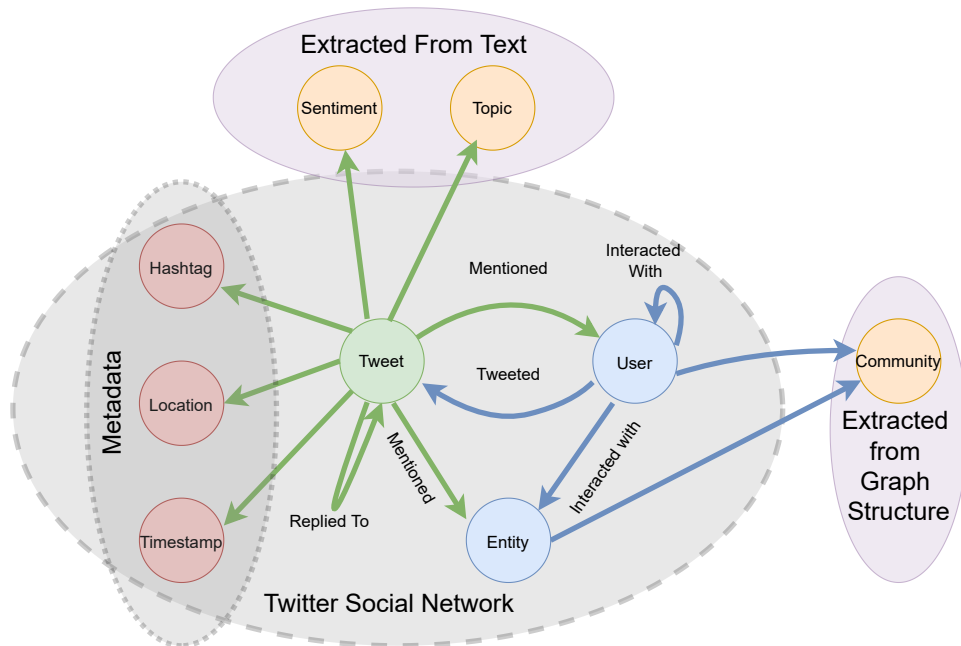 Extracted From Text
Sentiment
Topic
Hashtag
Mentioned
Interacted
With
Metadata
Tweet
User
Community
Tweeted
Location
Extracted
from
Graph
Structure
Mentioned
Interacted with
Replied To
Timestamp
Entity
Twitter Social Network